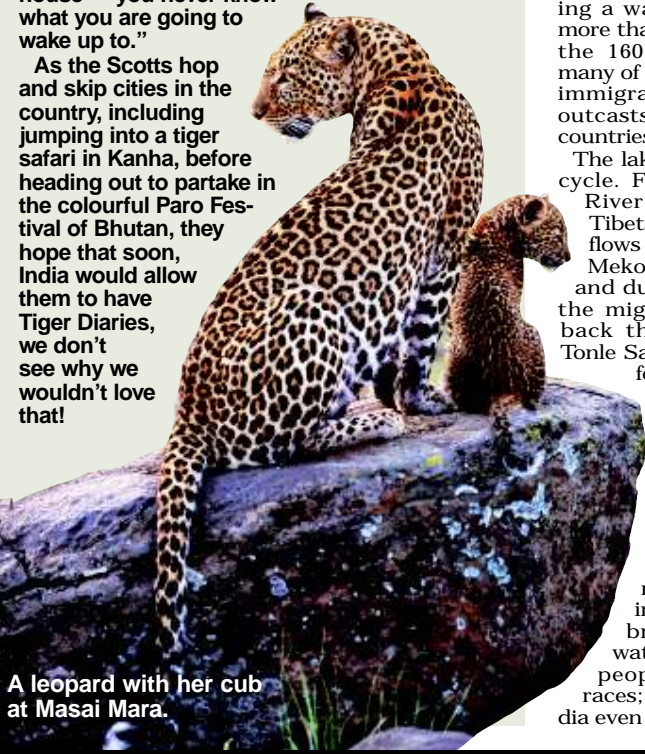 what you are going to
wake up to.”
As the Scotts hop
and skip cities in the
country, including
jumping into a tiger
safari in Kanha, before
heading out to partake in
the colourful Paro Fes-
tival of Bhutan, they
hope that soon,
India would allow
them to have
Tiger Diaries,
we don’t
see why we
wouldn’t love
that!
A leopard with her cub
at Masai Mara.
ing a wa
more tha
the 160
many of
immigra
outcasts
countries
The lak
cycle. F
River
Tibet
flows
Meko
and du
the mig
back th
Tonle Sa
fe
in
br
wat
peop
races;
dia even